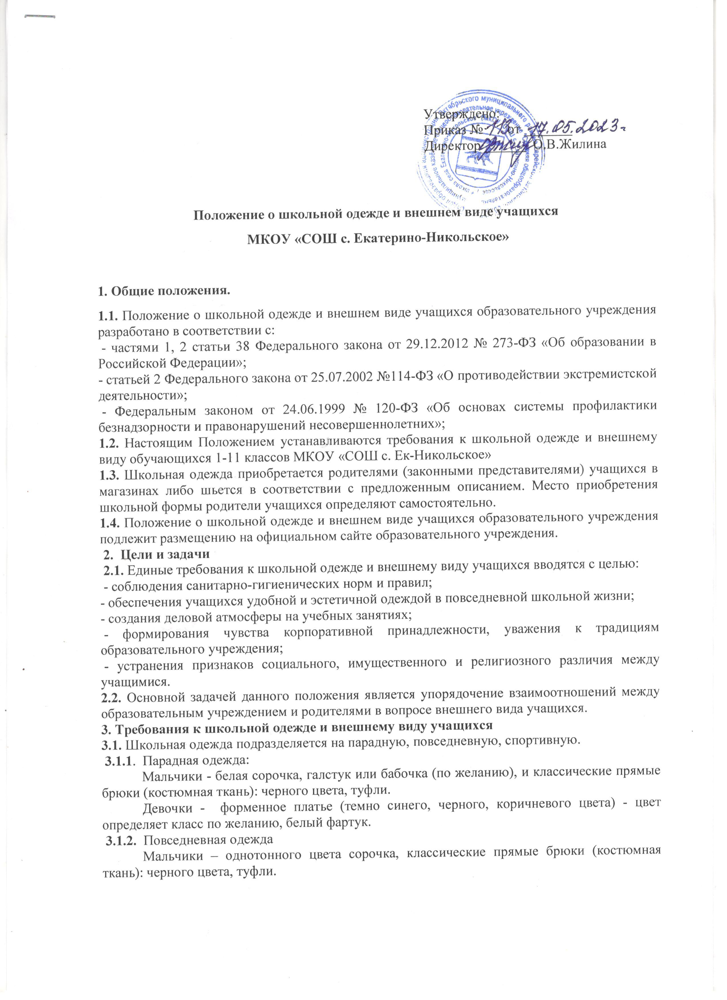 Утверждено:
Приказ № 113 от 17.05.2023 г
Директор О.В.Жилина
Положение о школьной одежде и внешнем виде учащихся
МКОУ «СОШ с. Екатерино-Никольское»
1. Общие положения.
1.1. Положение о школьной одежде и внешнем виде учащихся образовательного учреждения
разработано в соответствии с:
- частями 1, 2 статьи 38 Федерального закона от 29.12.2012 № 273-ФЗ «Об образовании в
Российской Федерации»;
- статьей 2 Федерального закона от 25.07.2002 №114-ФЗ «О противодействии экстремистской
деятельности»;
- Федеральным законом от 24.06.1999 № 120-ФЗ «Об основах системы профилактики
безнадзорности и правонарушений несовершеннолетних»;
1.2. Настоящим Положением устанавливаются требования к школьной одежде и внешнему
виду обучающихся 1-11 классов МКОУ «СОШ с. Ек-Никольское»
1.3. Школьная одежда приобретается родителями (законными представителями) учащихся в
магазинах либо шьется в соответствии с предложенным описанием. Место приобретения
школьной формы родители учащихся определяют самостоятельно.
1.4. Положение о школьной одежде и внешнем виде учащихся образовательного учреждения
подлежит размещению на официальном сайте образовательного учреждения.
2. Цели и задачи
2.1. Единые требования к школьной одежде и внешнему виду учащихся вводятся с целью:
- соблюдения санитарно-гигиенических норм и правил;
- обеспечения учащихся удобной и эстетичной одеждой в повседневной школьной жизни;
- создания деловой атмосферы на учебных занятиях;
- формирования чувства корпоративной принадлежности, уважения к традициям
образовательного учреждения;
- устранения признаков социального, имущественного и религиозного различия между
учащимися.
2.2. Основной задачей данного положения является упорядочение взаимоотношений между
образовательным учреждением и родителями в вопросе внешнего вида учащихся.
3. Требования к школьной одежде и внешнему виду учащихся
3.1. Школьная одежда подразделяется на парадную, повседневную, спортивную.
3.1.1. Парадная одежда:
Мальчики - белая сорочка, галстук или бабочка (по желанию), и классические прямые
брюки (костюмная ткань): черного цвета, туфли.
Девочки - форменное платье (темно синего, черного, коричневого цвета) - цвет
определяет класс по желанию, белый фартук.
3.1.2. Повседневная одежда
Мальчики – однотонного цвета сорочка, классические прямые брюки (костюмная
ткань): черного цвета, туфли.